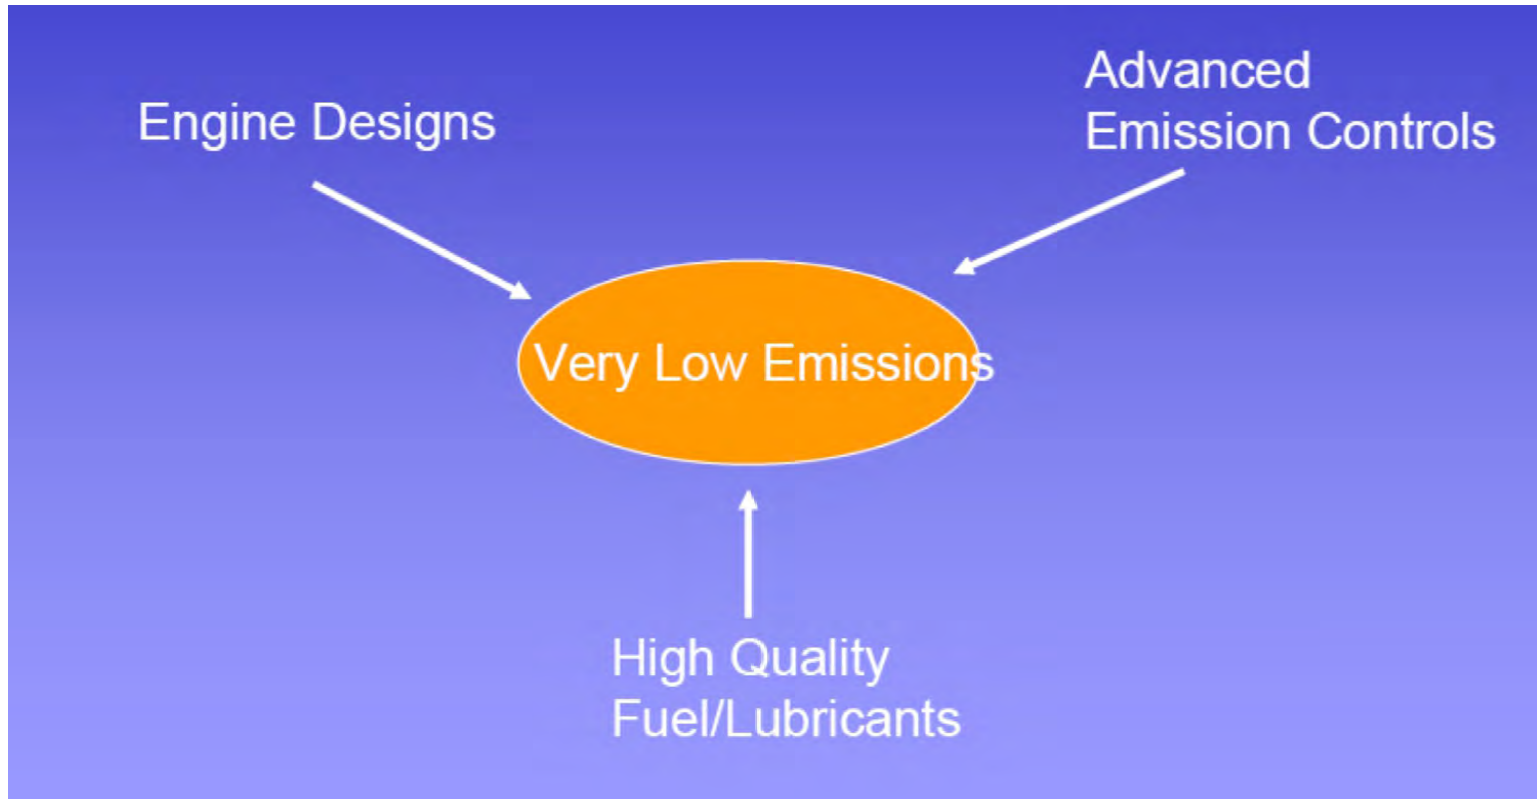 Engine Designs
Advanced
Emission Controls
Very Low Emissions
High Quality
Fuel/Lubricants